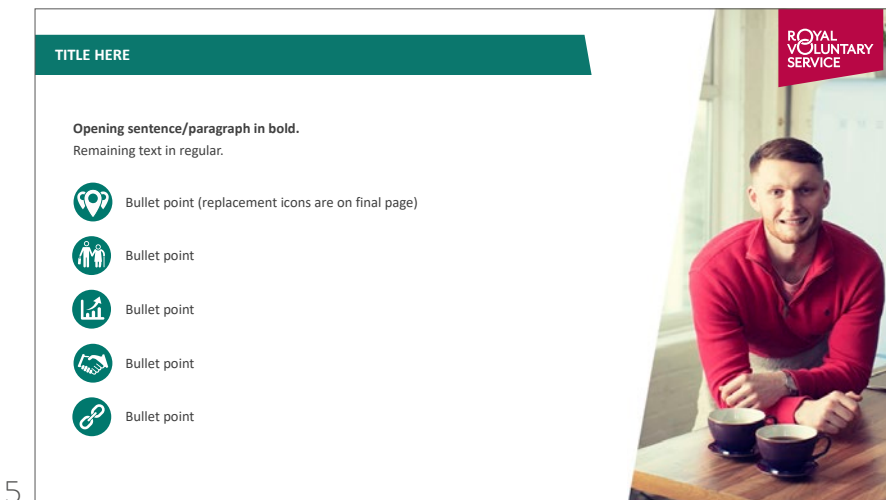 TITLE HERE
ROYAL
VOLUNTARY
SERVICE
Opening sentence/paragraph in bold.
Remaining text in regular.
Bullet point (replacement icons are on final page)
Bullet point
Bullet point
Bullet point
Bullet point
5